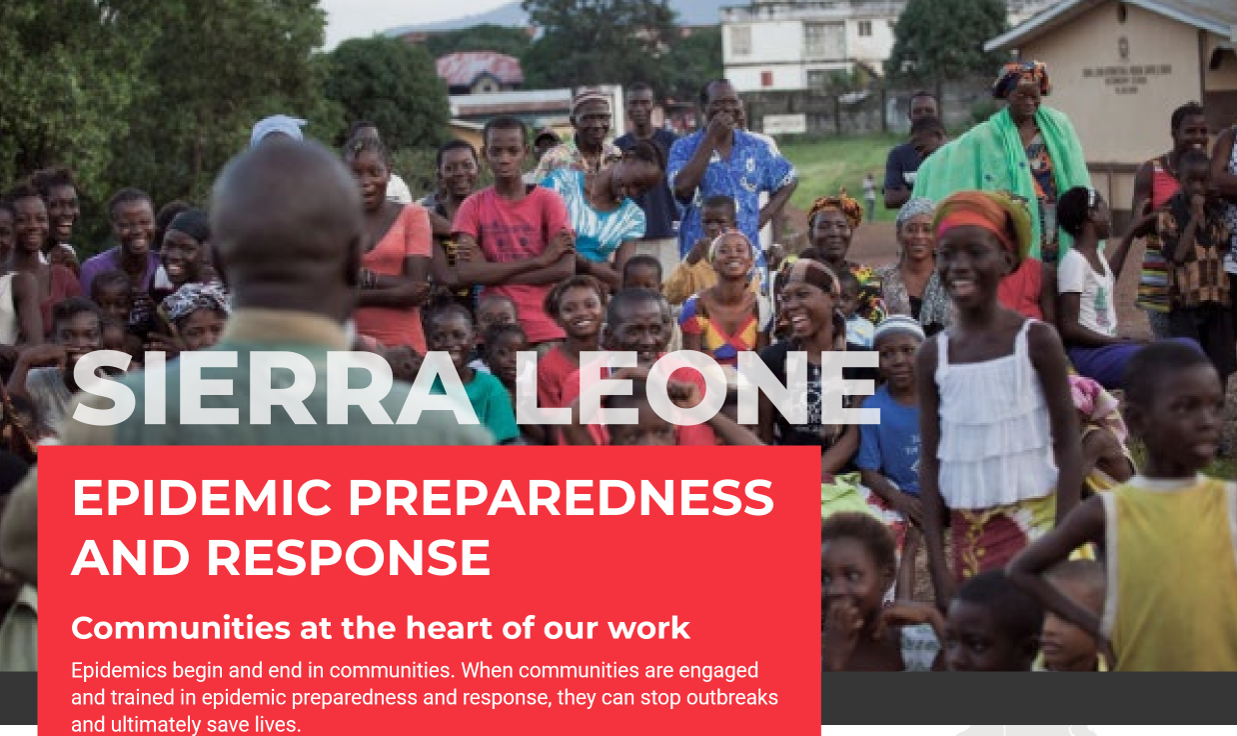 SIERRA LEONE
EPIDEMIC PREPAREDNESS
AND RESPONSE
Communities at the heart of our work
Epidemics begin and end in communities. When communities are engaged
and trained in epidemic preparedness and response, they can stop outbreaks
and ultimately save lives.